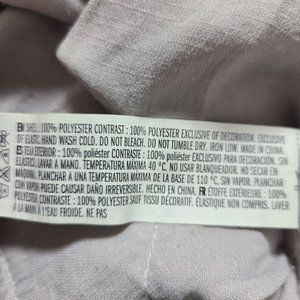 EN SHELL:100% POLYESTER CONTRAST : 100% POLYESTER EXCLUSIVE OF DECORATION, EXCLUSIVE
OF ELASTIC. HAND WASH COLD. DO NOT BLEACH. DO NOT TUMBLE DRY. IRON LOW. MADE IN
ES TELA EXTERIOR : 100% poliéster CONTRASTE : 100% POLIÉSTER EXCLUSIVO PARA DECORACIÓN, SIN
ELÁSTICO. LAVAR A MANO. TEMPERATURA MÁXIMA 40 °C. NO USAR BLANQUEADOR. NO SECAR EN
MÁQUINA. PLANCHAR A UNA TEMPERATURA MÁXIMA DE LA BASE DE 110 °C, SIN VAPOR. PLANCHAR
CON VAPOR PUEDE CAUSAR DAÑO IRREVERSIBLE. HECHO EN CHINA. FR ÉTOFFE EXTÉRIEURE : 100%
POLYESTER CONTRASTE : 100% POLYESTER SAUF TISSU DÉCORATIF. ÉLASTIQUE NON COMPRIS. LAVER
À LA MAIN À L'EAU FROIDE. NE PAS